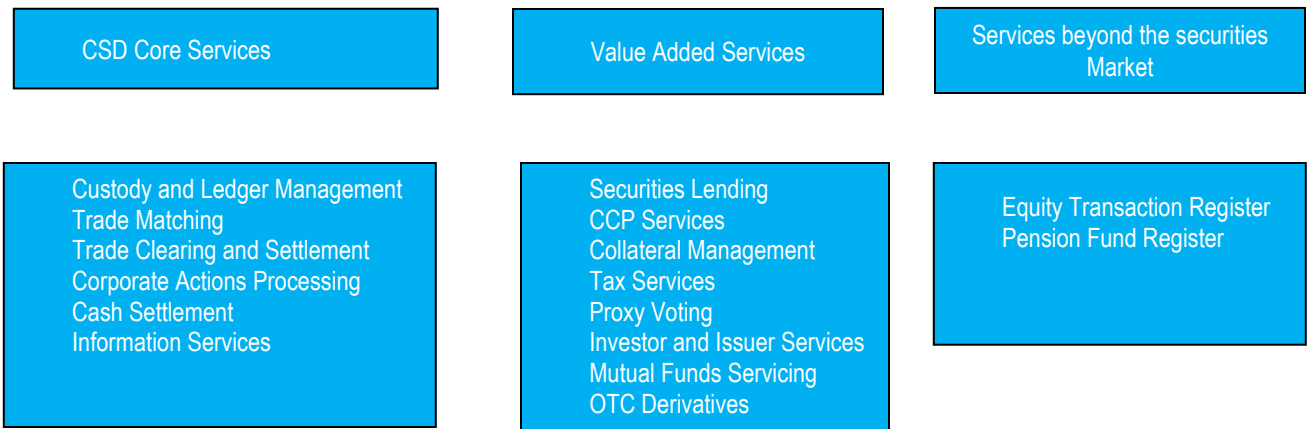 CSD Core Services
Value Added Services
Services beyond the securities
Market
Custody and Ledger Management
Trade Matching
Trade Clearing and Settlement
Corporate Actions Processing
Cash Settlement
Information Services
Securities Lending
CCP Services
Collateral Management
Tax Services
Proxy Voting
Investor and Issuer Services
Mutual Funds Servicing
OTC Derivatives
Equity Transaction Register
Pension Fund Register